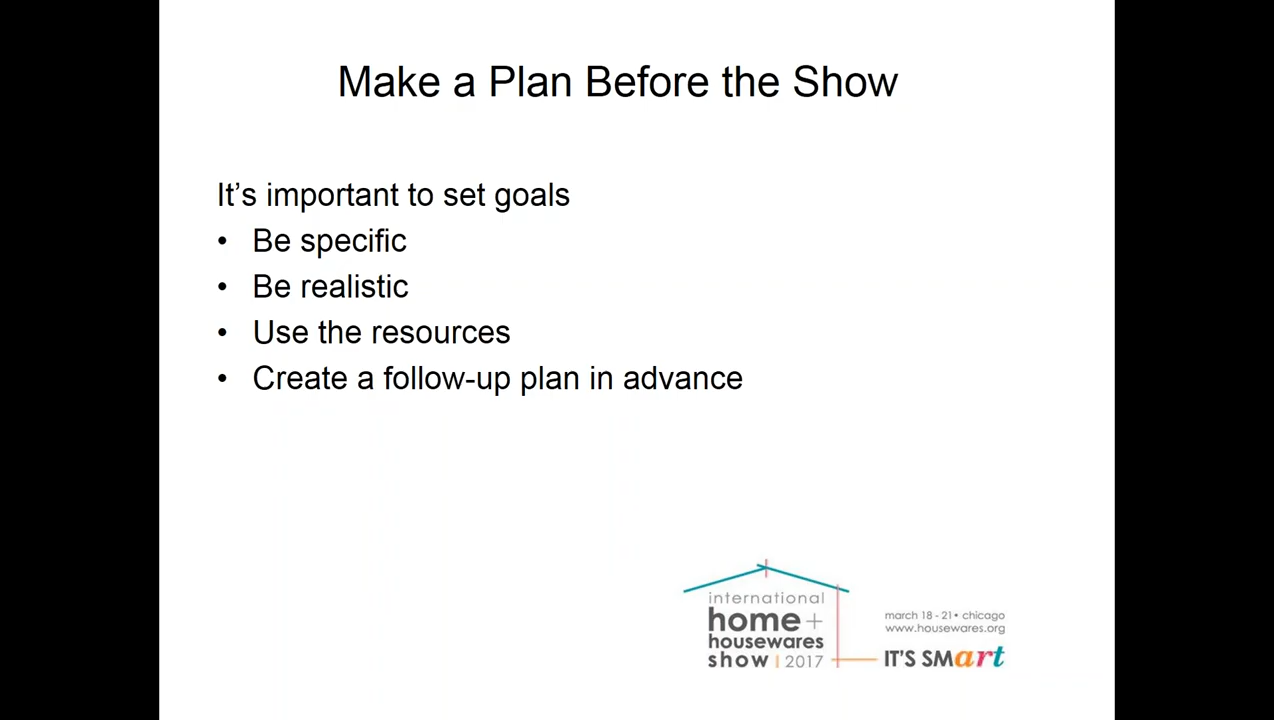 Make a Plan Before the Show
It's important to set goals
• Be specific
• Be realistic
• Use the resources
• Create a follow-up plan in advance
international
home+
housewares
show | 2017
march 18 - 21 • chicago
www.housewares.org
IT'S SMart